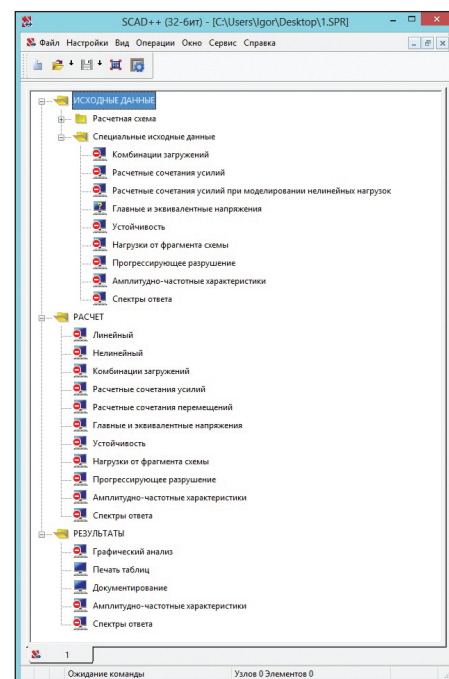 SCAD++ (32-бит) - [C:\Users\Igor\Desktop\1.SPR]
Файл Настройки Вид Операции Окно Сервис Справка
ИСХОДНЫЕ ДАННЫЕ
Расчетная схема
Специальные исходные данные
Комбинации загружений
Расчетные сочетания усилий
Расчетные сочетания усилий при моделировании нелинейных нагрузок
Главные и эквивалентные напряжения
Устойчивость
Нагрузки от фрагмента схемы
Прогрессирующее разрушение
Амплитудно-частотные характеристики
Спектры ответа
РАСЧЕТ
Линейный
Нелинейный
Комбинации загружений
Расчетные сочетания усилий
Расчетные сочетания перемещений
Главные и эквивалентные напряжения
Устойчивость
Нагрузки от фрагмента схемы
Прогрессирующее разрушение
Амплитудно-частотные характеристики
Спектры ответа
РЕЗУЛЬТАТЫ
Графический анализ
Печать таблиц
Документирование
Амплитудно-частотные характеристики
Спектры ответа
1
Ожидание команды Узлов 0 Элементов 0